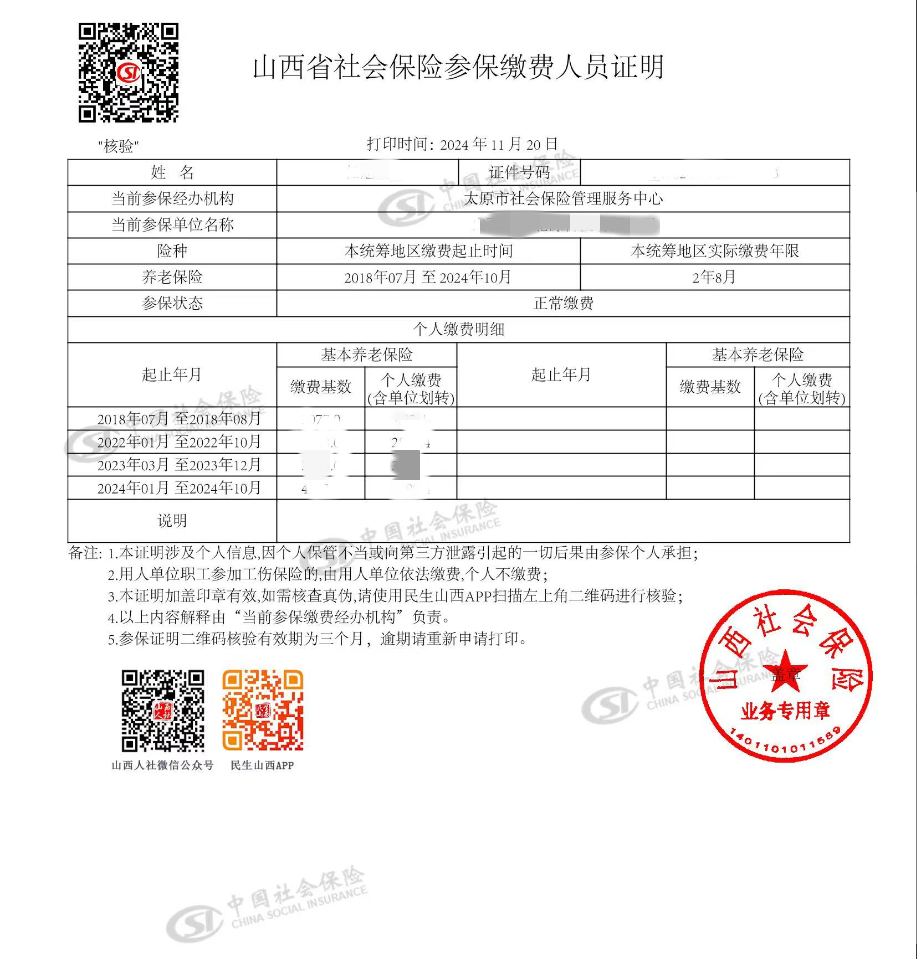 山西省社会保险参保缴费人员证明
"核验"
打印时间：2024 年 11 月 20 日
姓 名 证件号码
当前参保经办机构 太原市社会保险管理服务中心
当前参保单位名称
险种 本统筹地区缴费起止时间 本统筹地区实际缴费年限
养老保险 2018年07月 至 2024年10月 2年8月
参保状态 正常缴费
个人缴费明细
起止年月 基本养老保险 起止年月 基本养老保险
缴费基数 个人缴费 缴费基数 个人缴费
(含单位划转) (含单位划转)
2018年07月 至2018年08月
2022年01月 至2022年10月
2023年03月 至2023年12月
2024年01月 至2024年10月
说明
备注: 1.本证明涉及个人信息,因个人保管不当或向第三方泄露引起的一切后果由参保个人承担；
2.用人单位职工参加工伤保险的,由用人单位依法缴费,个人不缴费；
3.本证明加盖印章有效,如需核查真伪,请使用民生山西APP扫描左上角二维码进行核验；
4.以上内容解释由“当前参保缴费经办机构”负责。
5.参保证明二维码核验有效期为三个月，逾期请重新申请打印。
山西社会保险
盖章
业务专用章
1401101011589
山西人社微信公众号 民生山西APP
中国社会保险
CHINA SOCIAL INSURANCE